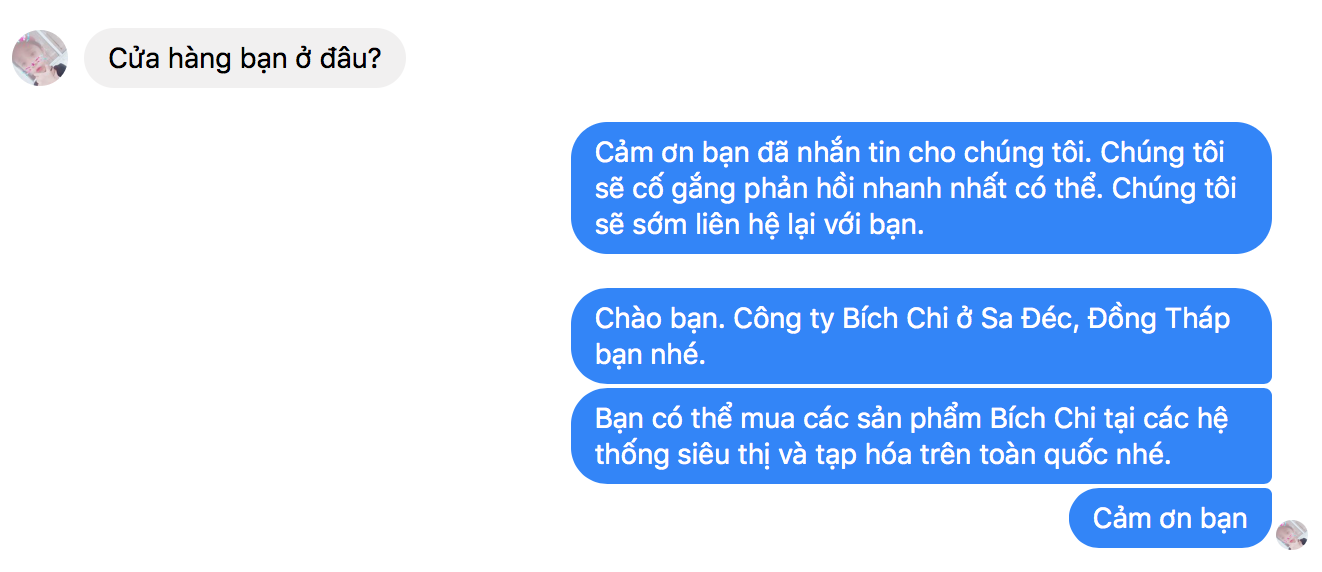 Cửa hàng bạn ở đâu?
Cảm ơn bạn đã nhắn tin cho chúng tôi. Chúng tôi
sẽ cố gắng phản hồi nhanh nhất có thể. Chúng tôi
sẽ sớm liên hệ lại với bạn.
Chào bạn. Công ty Bích Chi ở Sa Đéc, Đồng Tháp
bạn nhé.
Bạn có thể mua các sản phẩm Bích Chi tại các hệ
thống siêu thị và tạp hóa trên toàn quốc nhé.
Cảm ơn bạn